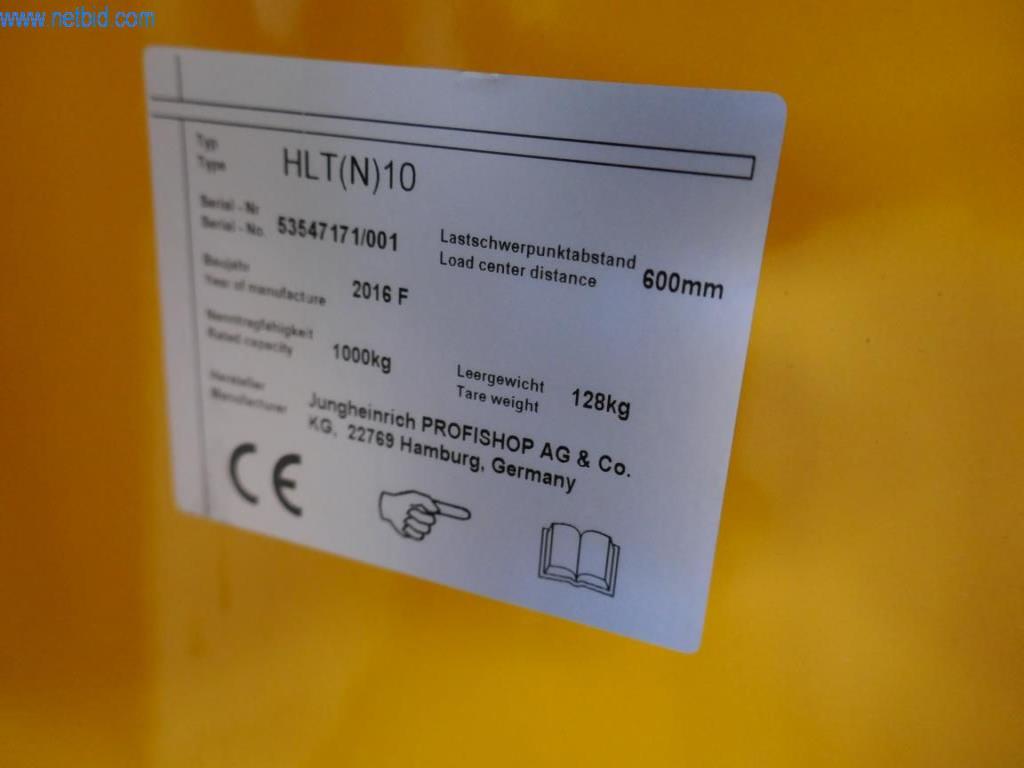 www.netbid.com
Typ
Type HLT(N)10
Serial - Nr
Serial - No. 53547171/001
Lastschwerpunktabstand
Load center distance 600mm
Baujahr
Year of manufacture 2016 F
Nenntragfähigkeit
Rated capacity 1000kg
Leergewicht
Tare weight 128kg
Hersteller
Manufacturer Jungheinrich PROFISHOP AG & Co.
KG, 22769 Hamburg, Germany
CE